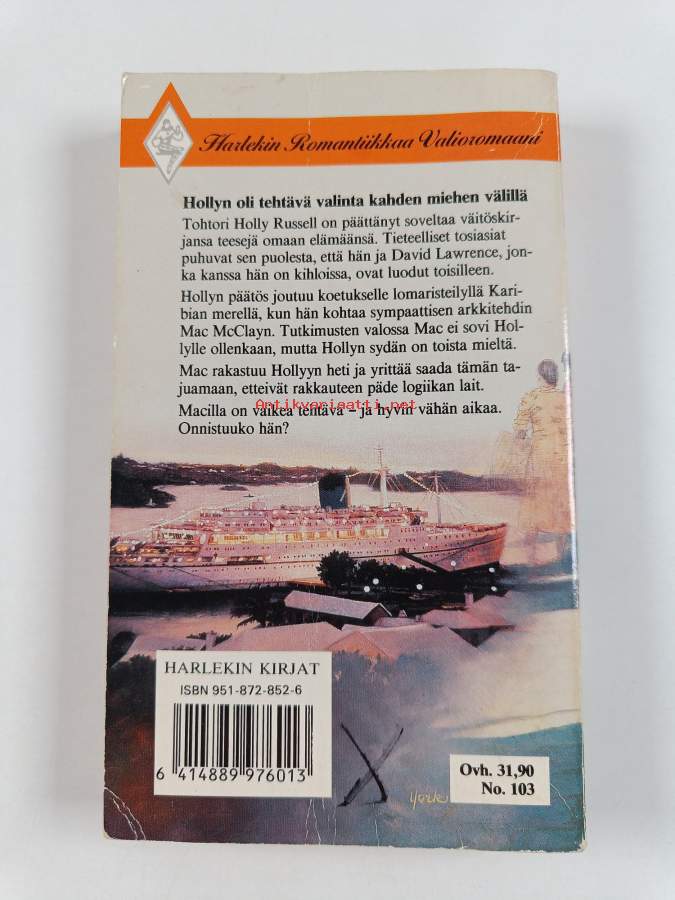 Harlekin Romantiikkaa Valioromaani
Hollyn oli tehtävä valinta kahden miehen välillä
Tohtori Holly Russell on päättänyt soveltaa väitöskir-
jansa teesejä omaan elämäänsä. Tieteelliset tosiasiat
puhuvat sen puolesta, että hän ja David Lawrence, jon-
ka kanssa hän on kihloissa, ovat luodut toisilleen.
Hollyn päätös joutuu koetukselle lomaristeilyllä Kari-
bian merellä, kun hän kohtaa sympaattisen arkkitehdin
Mac McClayn. Tutkimusten valossa Mac ei sovi Hol-
lylle ollenkaan, mutta Hollyn sydän on toista mieltä.
Mac rakastuu Hollyyn heti ja yrittää saada tämän ta-
juamaan, etteivät rakkauteen päde logiikan lait.
Antikvariaatti.net
Macilla on vaikea tehtävä – ja hyvin vähän aikaa.
Onnistuuko hän?
HARLEKIN KIRJAT
ISBN 951-872-852-6
6 414889 976013
X
Ovh. 31,90
No. 103
York